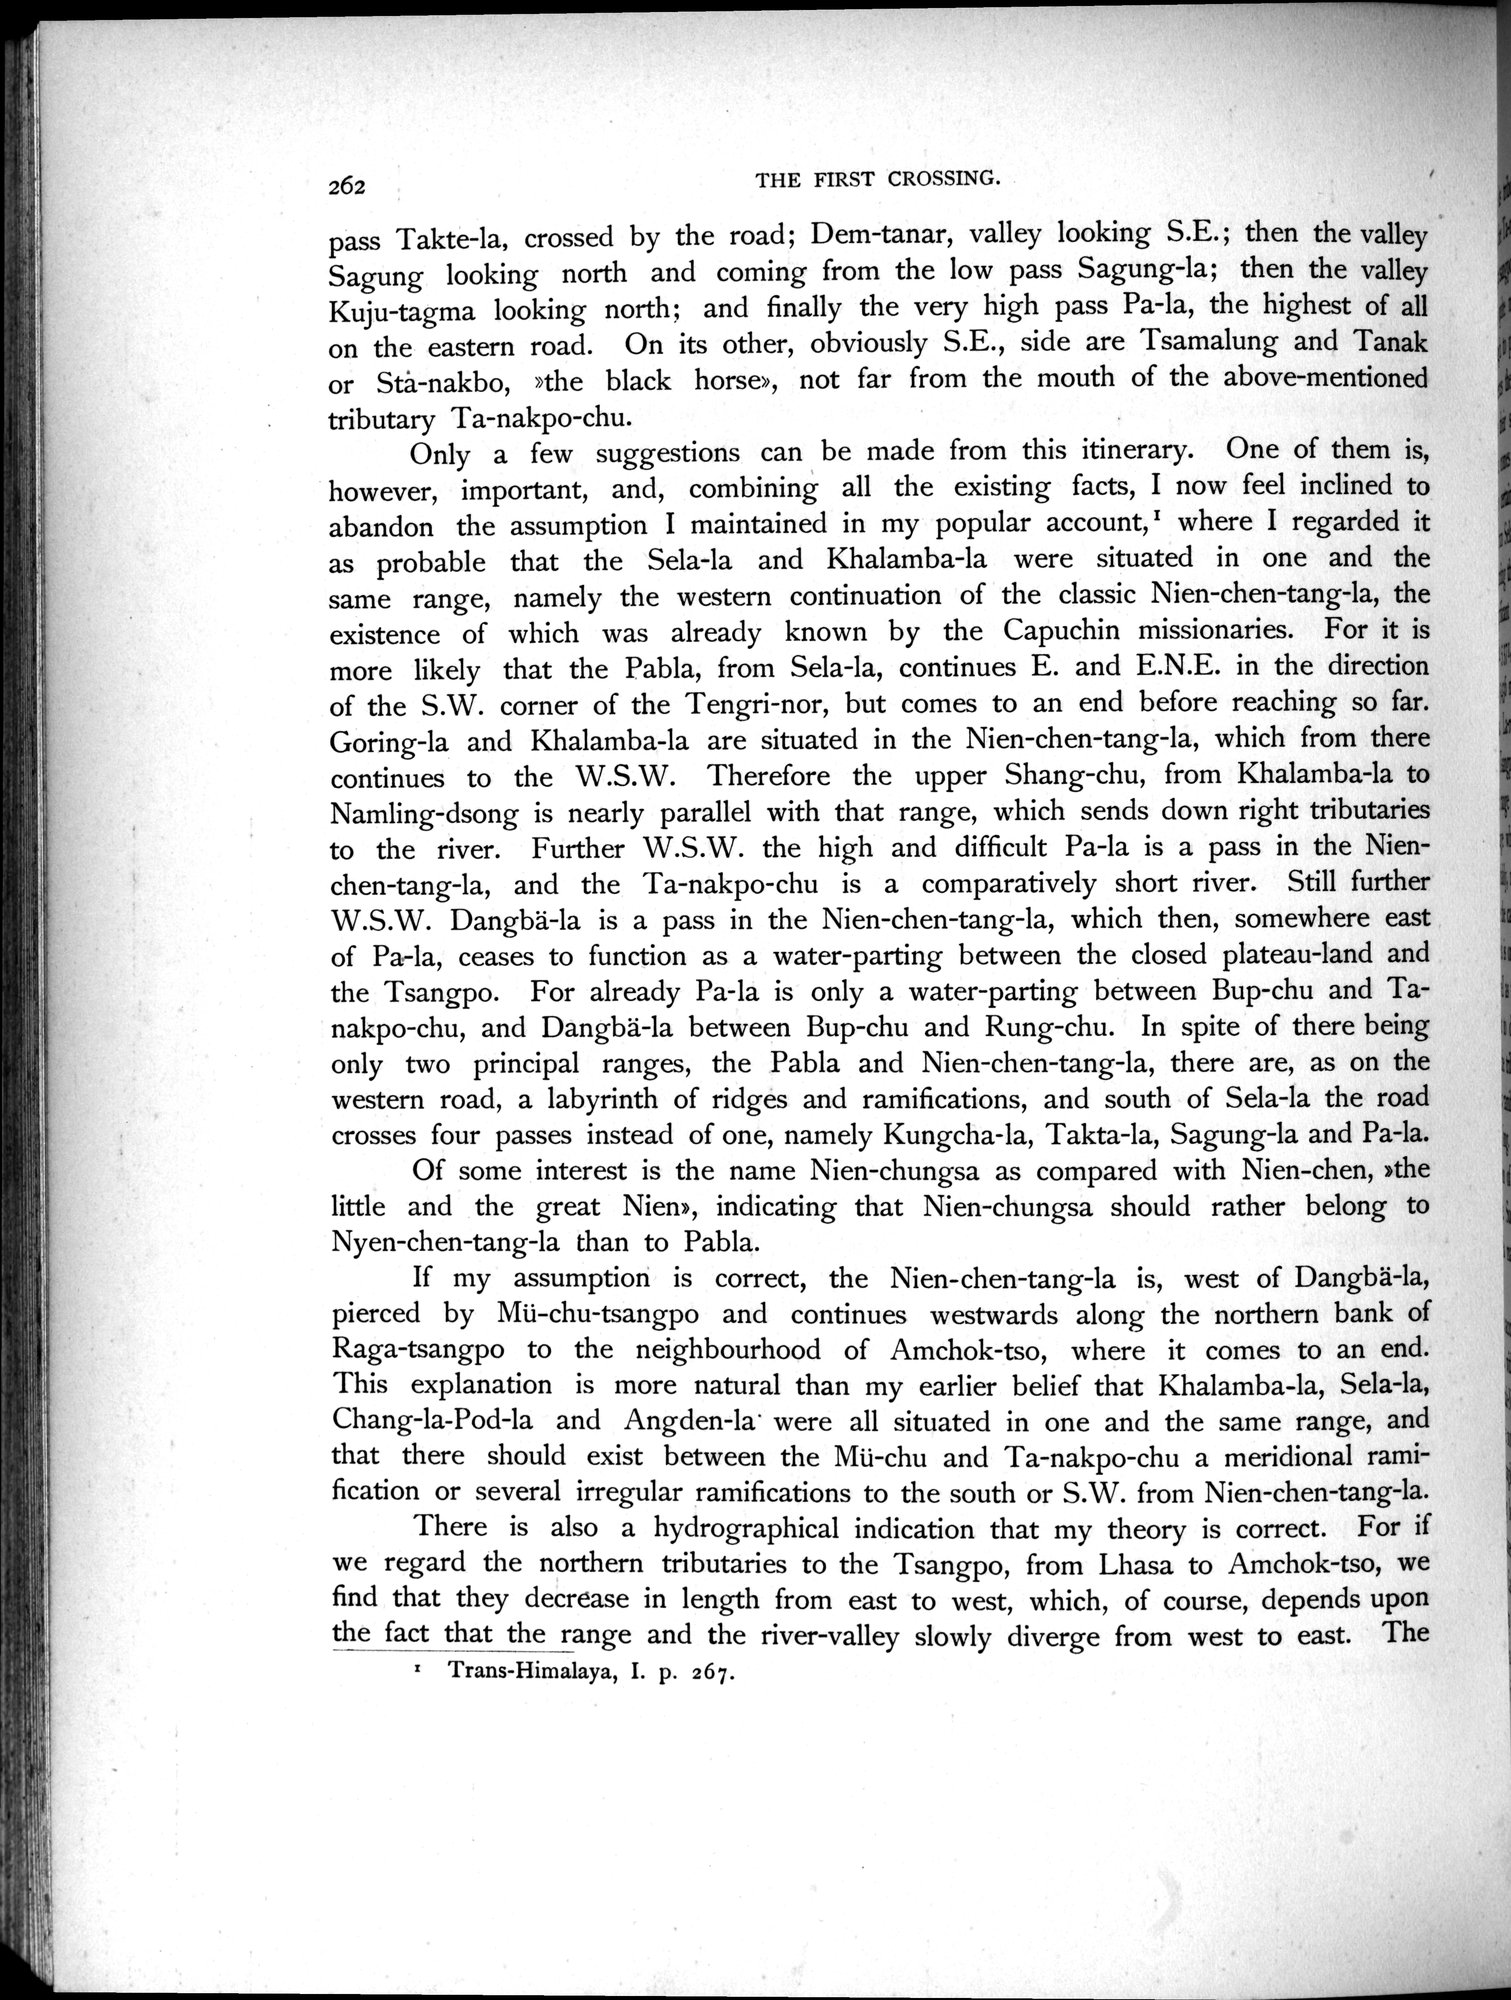 262
THE FIRST CROSSING.
pass Takte-la, crossed by the road; Dem-tanar, valley looking S.E.; then the valley
Sagung looking north and coming from the low pass Sagung-la; then the valley
Kuju-tagma looking north; and finally the very high pass Pa-la, the highest of all
on the eastern road. On its other, obviously S.E., side are Tsamalung and Tanak
or Stå-nakbo, »the black horse», not far from the mouth of the above-mentioned
tributary Ta-nakpo-chu.
Only a few suggestions can be made from this itinerary. One of them is,
however, important, and, combining all the existing facts, I now feel inclined to
abandon the assumption I maintained in my popular account,¹ where I regarded it
as probable that the Sela-la and Khalamba-la were situated in one and the
same range, namely the western continuation of the classic Nien-chen-tang-la, the
existence of which was already known by the Capuchin missionaries. For it is
more likely that the Pabla, from Sela-la, continues E. and E.N.E. in the direction
of the S.W. corner of the Tengri-nor, but comes to an end before reaching so far.
Goring-la and Khalamba-la are situated in the Nien-chen-tang-la, which from there
continues to the W.S.W. Therefore the upper Shang-chu, from Khalamba-la to
Namling-dsong is nearly parallel with that range, which sends down right tributaries
to the river. Further W.S.W. the high and difficult Pa-la is a pass in the Nien-
chen-tang-la, and the Ta-nakpo-chu is a comparatively short river. Still further
W.S.W. Dangbä-la is a pass in the Nien-chen-tang-la, which then, somewhere east
of Pa-la, ceases to function as a water-parting between the closed plateau-land and
the Tsangpo. For already Pa-la is only a water-parting between Bup-chu and Ta-
nakpo-chu, and Dangbä-la between Bup-chu and Rung-chu. In spite of there being
only two principal ranges, the Pabla and Nien-chen-tang-la, there are, as on the
western road, a labyrinth of ridges and ramifications, and south of Sela-la the road
crosses four passes instead of one, namely Kungcha-la, Takta-la, Sagung-la and Pa-la.
Of some interest is the name Nien-chungsa as compared with Nien-chen, »the
little and the great Nien», indicating that Nien-chungsa should rather belong to
Nyen-chen-tang-la than to Pabla.
If my assumption is correct, the Nien-chen-tang-la is, west of Dangbä-la,
pierced by Mü-chu-tsangpo and continues westwards along the northern bank of
Raga-tsangpo to the neighbourhood of Amchok-tso, where it comes to an end.
This explanation is more natural than my earlier belief that Khalamba-la, Sela-la,
Chang-la-Pod-la and Angden-la were all situated in one and the same range, and
that there should exist between the Mü-chu and Ta-nakpo-chu a meridional rami-
fication or several irregular ramifications to the south or S.W. from Nien-chen-tang-la.
There is also a hydrographical indication that my theory is correct. For if
we regard the northern tributaries to the Tsangpo, from Lhasa to Amchok-tso, we
find that they decrease in length from east to west, which, of course, depends upon
the fact that the range and the river-valley slowly diverge from west to east. The
¹ Trans-Himalaya, I. p. 267.